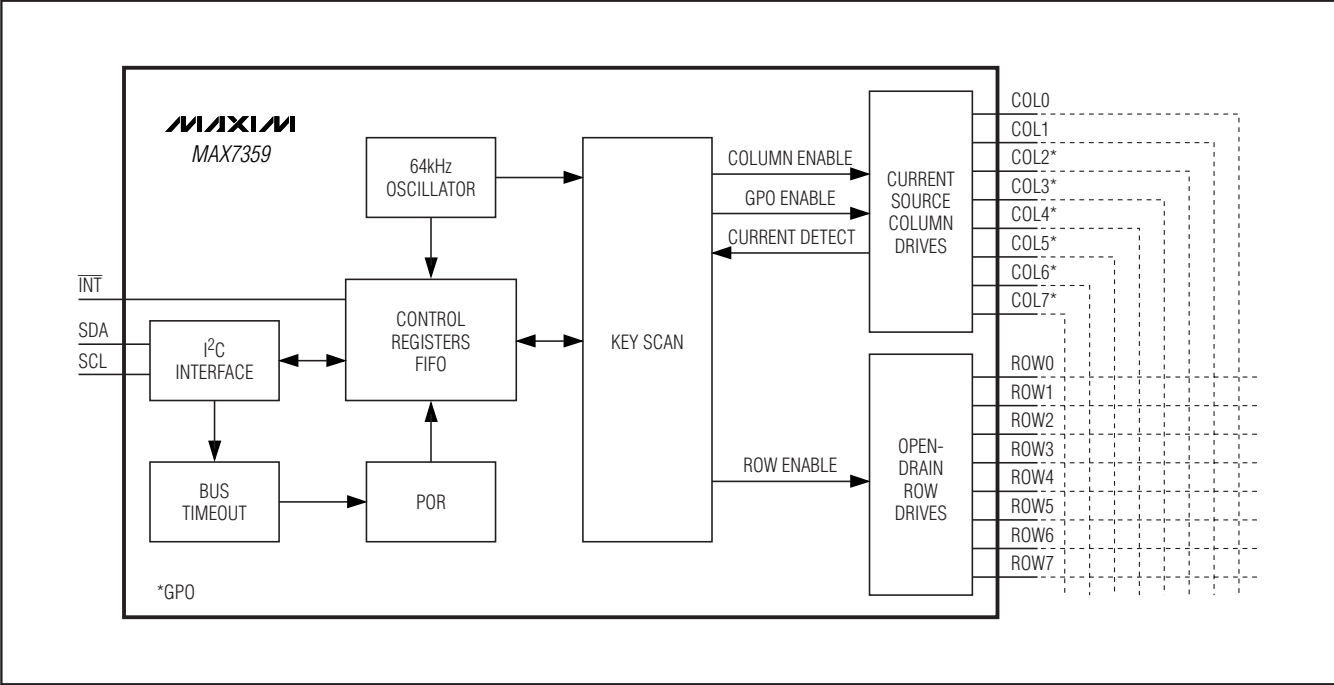 MAXIM
MAX7359
64kHz
OSCILLATOR
INT
SDA
SCL
I²C
INTERFACE
CONTROL
REGISTERS
FIFO
BUS
TIMEOUT
POR
KEY SCAN
COLUMN ENABLE
GPO ENABLE
CURRENT DETECT
ROW ENABLE
CURRENT
SOURCE
COLUMN
DRIVES
OPEN-
DRAIN
ROW
DRIVES
COL0
COL1
COL2*
COL3*
COL4*
COL5*
COL6*
COL7*
ROW0
ROW1
ROW2
ROW3
ROW4
ROW5
ROW6
ROW7
*GPO